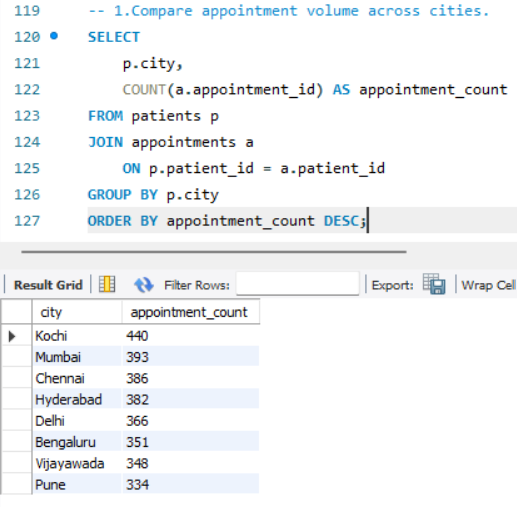 119 -- 1.Compare appointment volume across cities.
120 SELECT
121 p.city,
122 COUNT(a.appointment_id) AS appointment_count
123 FROM patients p
124 JOIN appointments a
125 ON p.patient_id = a.patient_id
126 GROUP BY p.city
127 ORDER BY appointment_count DESC;
Result Grid Filter Rows: Export: Wrap Cel
city appointment_count
Kochi 440
Mumbai 393
Chennai 386
Hyderabad 382
Delhi 366
Bengaluru 351
Vijayawada 348
Pune 334